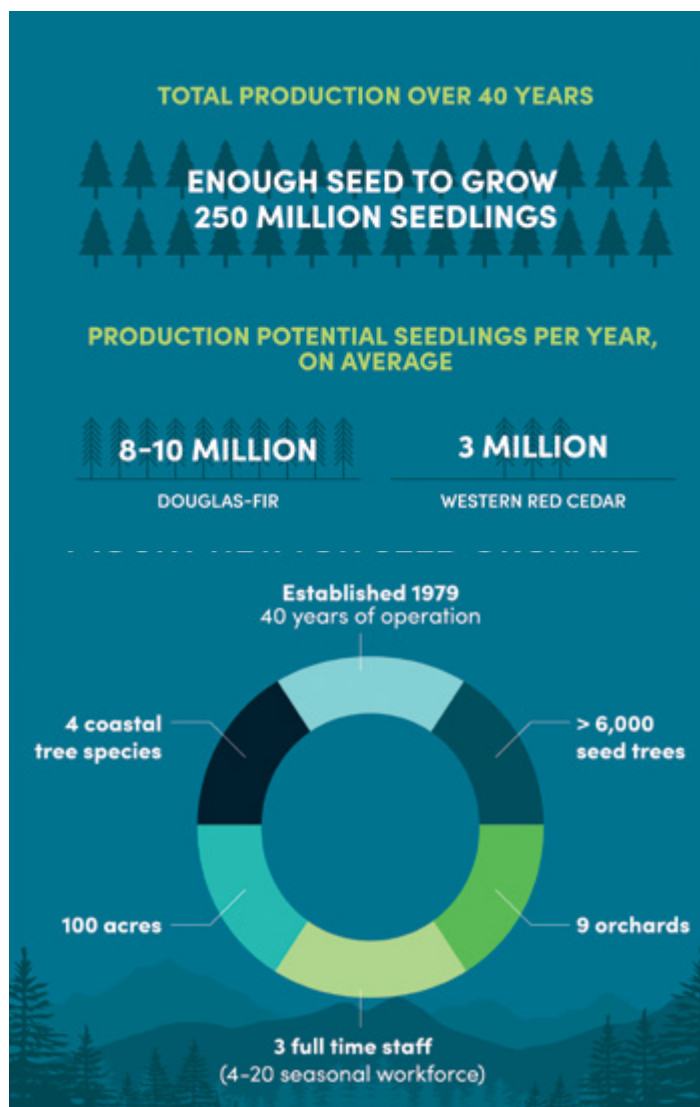 TOTAL PRODUCTION OVER 40 YEARS
ENOUGH SEED TO GROW
250 MILLION SEEDLINGS
PRODUCTION POTENTIAL SEEDLINGS PER YEAR,
ON AVERAGE
8-10 MILLION
DOUGLAS-FIR
3 MILLION
WESTERN RED CEDAR
Established 1979
40 years of operation
4 coastal
tree species
> 6,000
seed trees
100 acres
9 orchards
3 full time staff
(4-20 seasonal workforce)